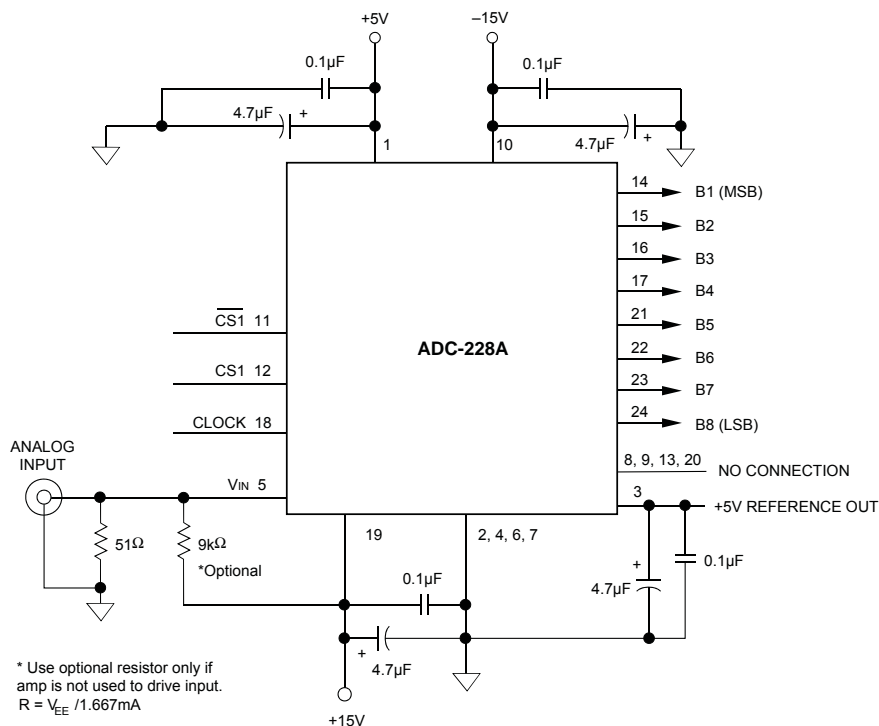 +5V
–15V
0.1µF
0.1µF
4.7µF
+
4.7µF
+
1
10
14
B1 (MSB)
15
B2
16
B3
17
B4
CS1 11
21
B5
ADC-228A
22
B6
CS1 12
23
B7
24
B8 (LSB)
CLOCK 18
ANALOG
INPUT
8, 9, 13, 20
NO CONNECTION
VIN 5
3
+5V REFERENCE OUT
19
2, 4, 6, 7
51Ω
9kΩ
*Optional
0.1µF
+
4.7µF
0.1µF
+
4.7µF
+15V
* Use optional resistor only if
amp is not used to drive input.
R = VEE /1.667mA